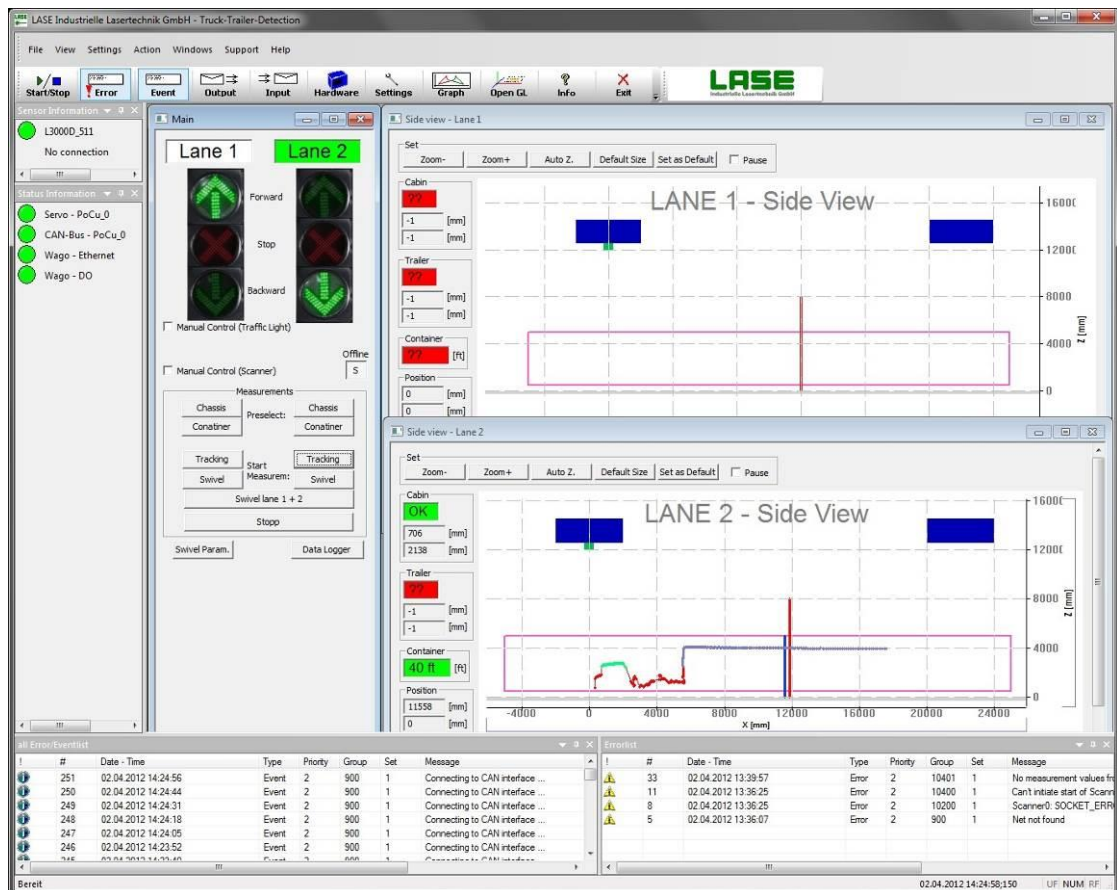 LASE Industrielle Lasertechnik GmbH - Truck-Trailer-Detection
File View Settings Action Windows Support Help
Start/Stop Error Event Output Input Hardware Settings Graph Open GL Info Exit
LASE
Industrielle Lasertechnik GmbH
Sensor Information
L3000D_511
No connection
Status Information
Servo - PoCu_0
CAN-Bus - PoCu_0
Wago - Ethernet
Wago - DO
Main
Lane 1 Lane 2
Forward
Stop
Backward
Manual Control (Traffic Light)
Offline
Manual Control (Scanner) S
Measurements
Chassis Preselect: Chassis
Conatiner Conatiner
Tracking Start Measurem: Tracking
Swivel Swivel
Swivel lane 1 + 2
Stopp
Swivel Param. Data Logger
Side view - Lane 1
Set
Zoom- Zoom+ Auto Z. Default Size Set as Default Pause
Cabin
??
-1 [mm]
-1 [mm]
Trailer
??
-1 [mm]
-1 [mm]
Container
?? [ft]
Position
0 [mm]
0 [mm]
LANE 1 - Side View
12000
8000
4000
0
Z [mm]
Side view - Lane 2
Set
Zoom- Zoom+ Auto Z. Default Size Set as Default Pause
Cabin
OK
706 [mm]
2138 [mm]
Trailer
??
-1 [mm]
-1 [mm]
Container
40 ft [ft]
Position
11558 [mm]
0 [mm]
LANE 2 - Side View
8000
4000
0
Z [mm]
-4000 0 4000 8000 12000 16000 20000 24000
X [mm]
all Error/Eventlist
! # Date - Time Type Priority Group Set Message
251 02.04.2012 14:24:56 Event 2 900 1 Connecting to CAN interface ...
250 02.04.2012 14:24:44 Event 2 900 1 Connecting to CAN interface ...
249 02.04.2012 14:24:31 Event 2 900 1 Connecting to CAN interface ...
248 02.04.2012 14:24:18 Event 2 900 1 Connecting to CAN interface ...
247 02.04.2012 14:24:05 Event 2 900 1 Connecting to CAN interface ...
246 02.04.2012 14:23:52 Event 2 900 1 Connecting to CAN interface ...
Errorlist
! # Date - Time Type Priority Group Set Message
33 02.04.2012 13:39:57 Error 2 10401 1 No measurement values
11 02.04.2012 13:36:25 Error 2 10400 1 Can't initiate start of
8 02.04.2012 13:36:25 Error 2 10200 1 Scanner0:
5 02.04.2012 13:36:07 Error 2 900 1 Net not found
Bereit 02.04.2012 14:24:58;150 UF NUM RF